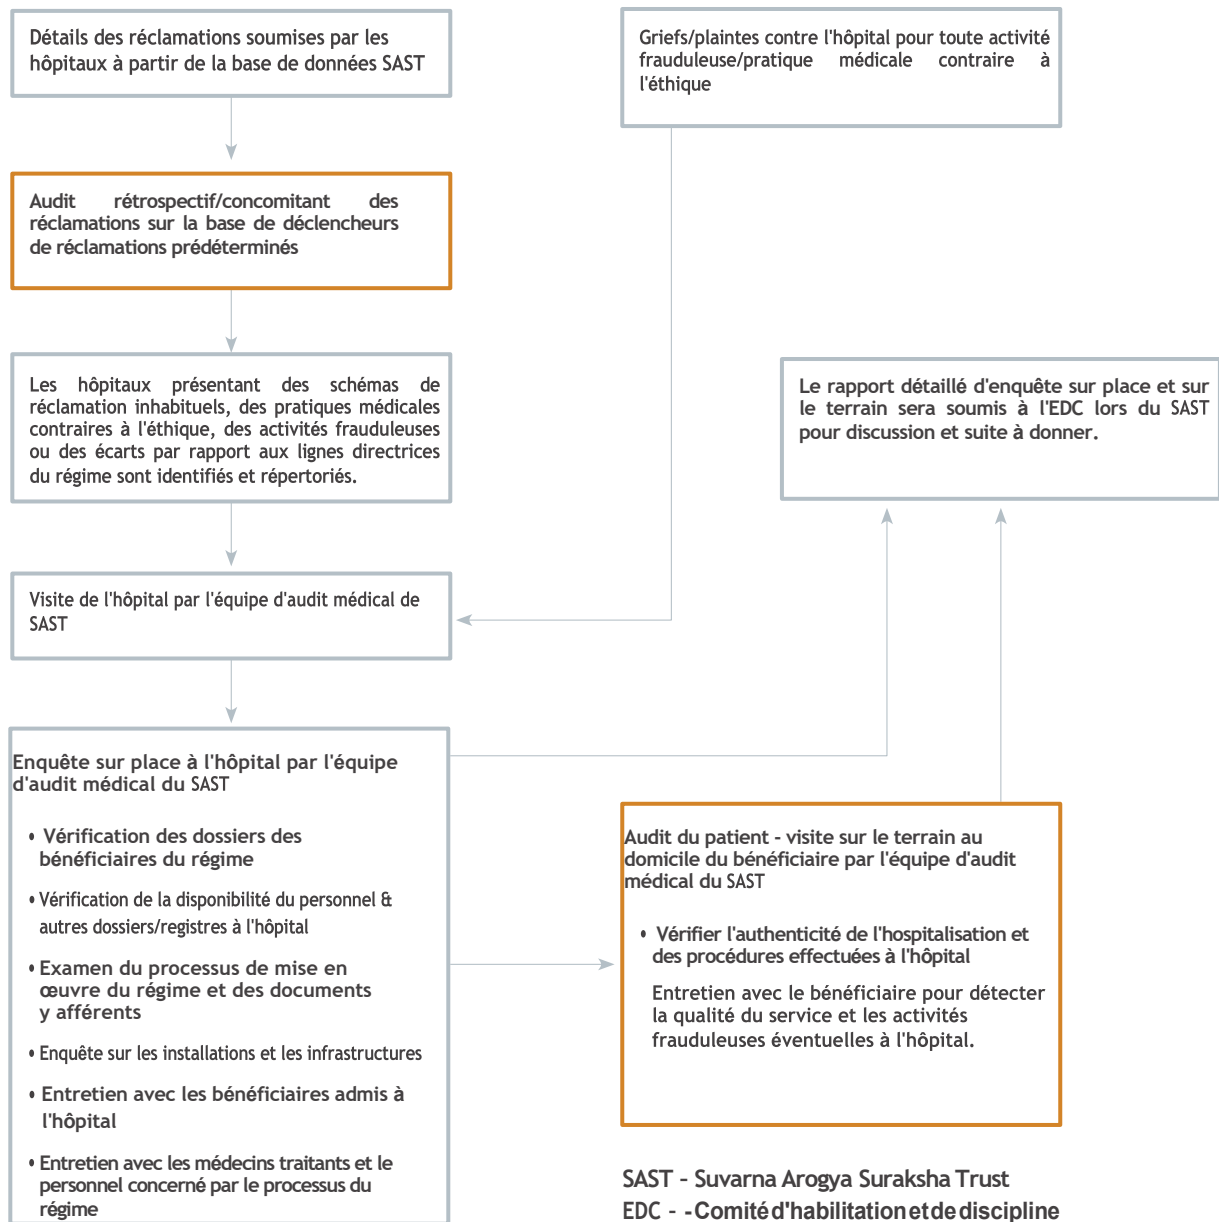 Détails des réclamations soumises par les
hôpitaux à partir de la base de données SAST
Griefs/plaintes contre l'hôpital pour toute activité
frauduleuse/pratique médicale contraire à
l'éthique
Audit rétrospectif/concomitant des
réclamations sur la base de déclencheurs
de réclamations prédéterminés
Les hôpitaux présentant des schémas de
réclamation inhabituels, des pratiques médicales
contraires à l'éthique, des activités frauduleuses
ou des écarts par rapport aux lignes directrices
du régime sont identifiés et répertoriés.
Le rapport détaillé d'enquête sur place et sur
le terrain sera soumis à l'EDC lors du SAST
pour discussion et suite à donner.
Visite de l'hôpital par l'équipe d'audit médical de
SAST
Enquête sur place à l'hôpital par l'équipe
d'audit médical du SAST
• Vérification des dossiers des
bénéficiaires du régime
• Vérification de la disponibilité du personnel &
autres dossiers/registres à l'hôpital
• Examen du processus de mise en
œuvre du régime et des documents
y afférents
• Enquête sur les installations et les infrastructures
• Entretien avec les bénéficiaires admis à
l'hôpital
• Entretien avec les médecins traitants et le
personnel concerné par le processus du
régime
Audit du patient - visite sur le terrain au
domicile du bénéficiaire par l'équipe d'audit
médical du SAST
• Vérifier l'authenticité de l'hospitalisation et
des procédures effectuées à l'hôpital
Entretien avec le bénéficiaire pour détecter
la qualité du service et les activités
frauduleuses éventuelles à l'hôpital.
SAST - Suvarna Arogya Suraksha Trust
EDC - - Comité d'habilitation et de discipline